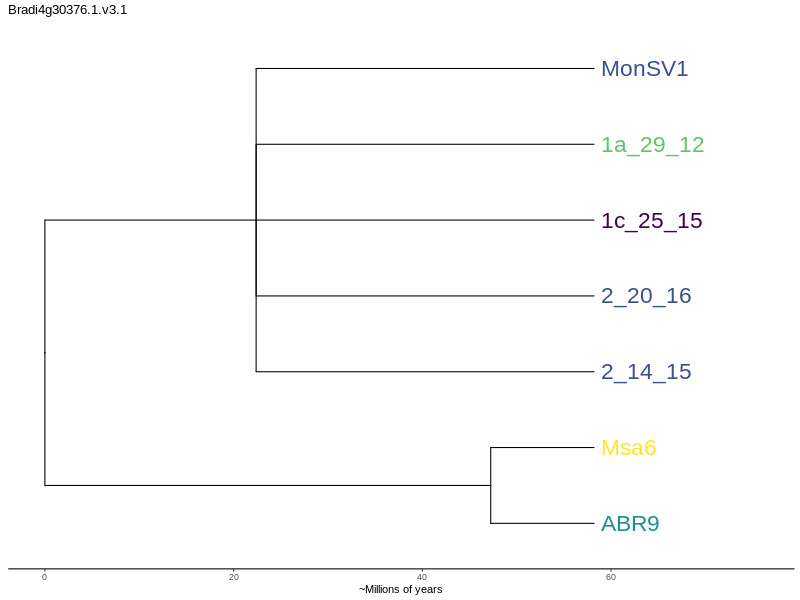 Bradi4g30376.1.v3.1
MonSV1
1a_29_12
1c_25_15
2_20_16
2_14_15
Msa6
ABR9
0 20 40 60
~Millions of years